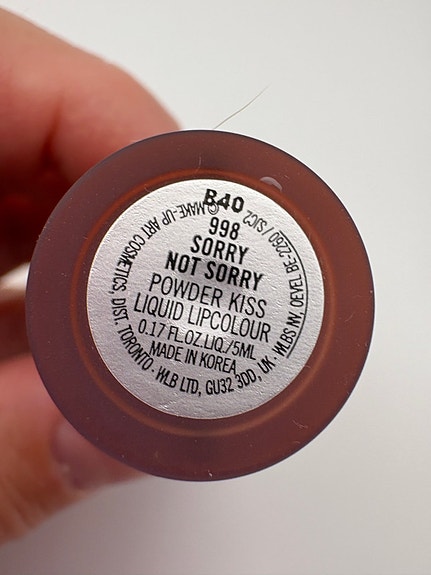 B40
998
SORRY
NOT SORRY
POWDER KISS
LIQUID LIPCOLOUR
0.17 FL.OZ.LIQ./5ML
MADE IN KOREA
© MAKE-UP ART COSMETICS. DIST. TORONTO · WLB LTD, GU32 3DD, UK · WLBS NV, OEVEL BE-2260 / SJC2